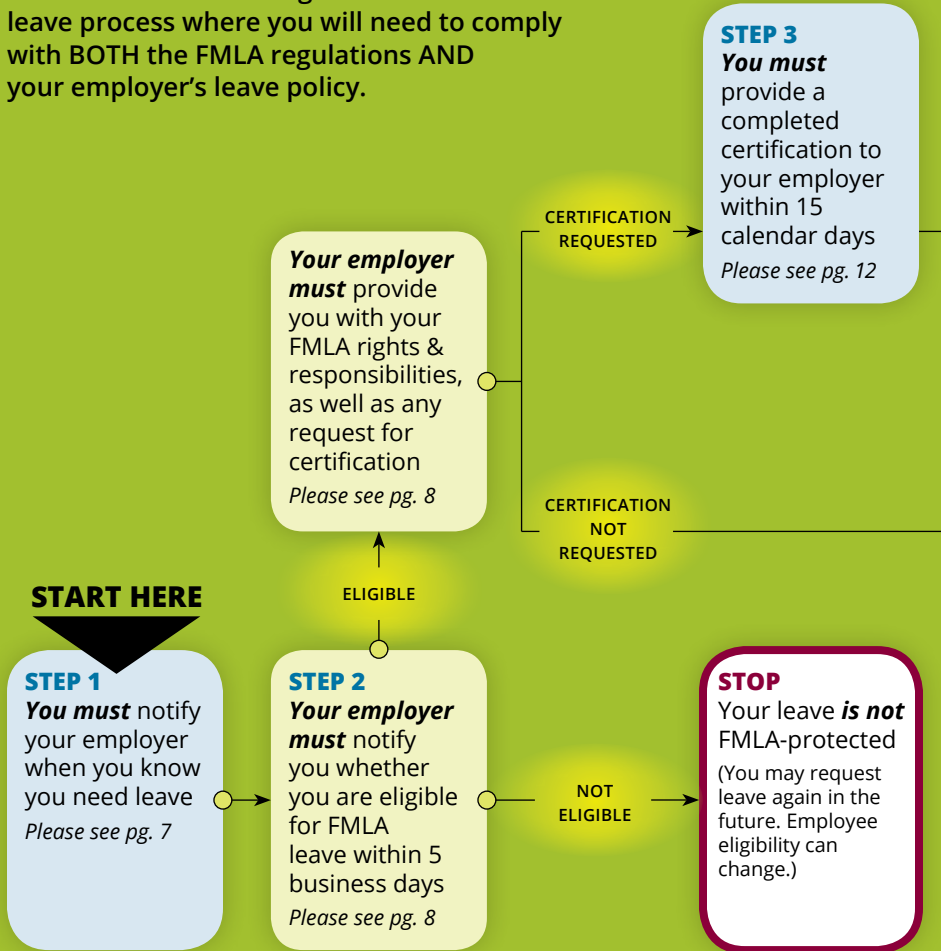 leave process where you will need to comply
with BOTH the FMLA regulations AND
your employer's leave policy.
START HERE
STEP 1
You must notify
your employer
when you know
you need leave
Please see pg. 7
STEP 2
Your employer
must notify
you whether
you are eligible
for FMLA
leave within 5
business days
Please see pg. 8
ELIGIBLE
Your employer
must provide
you with your
FMLA rights &
responsibilities,
as well as any
request for
certification
Please see pg. 8
CERTIFICATION
REQUESTED
STEP 3
You must
provide a
completed
certification to
your employer
within 15
calendar days
Please see pg. 12
CERTIFICATION
NOT
REQUESTED
NOT
ELIGIBLE
STOP
Your leave is not
FMLA-protected
(You may request
leave again in the
future. Employee
eligibility can
change.)